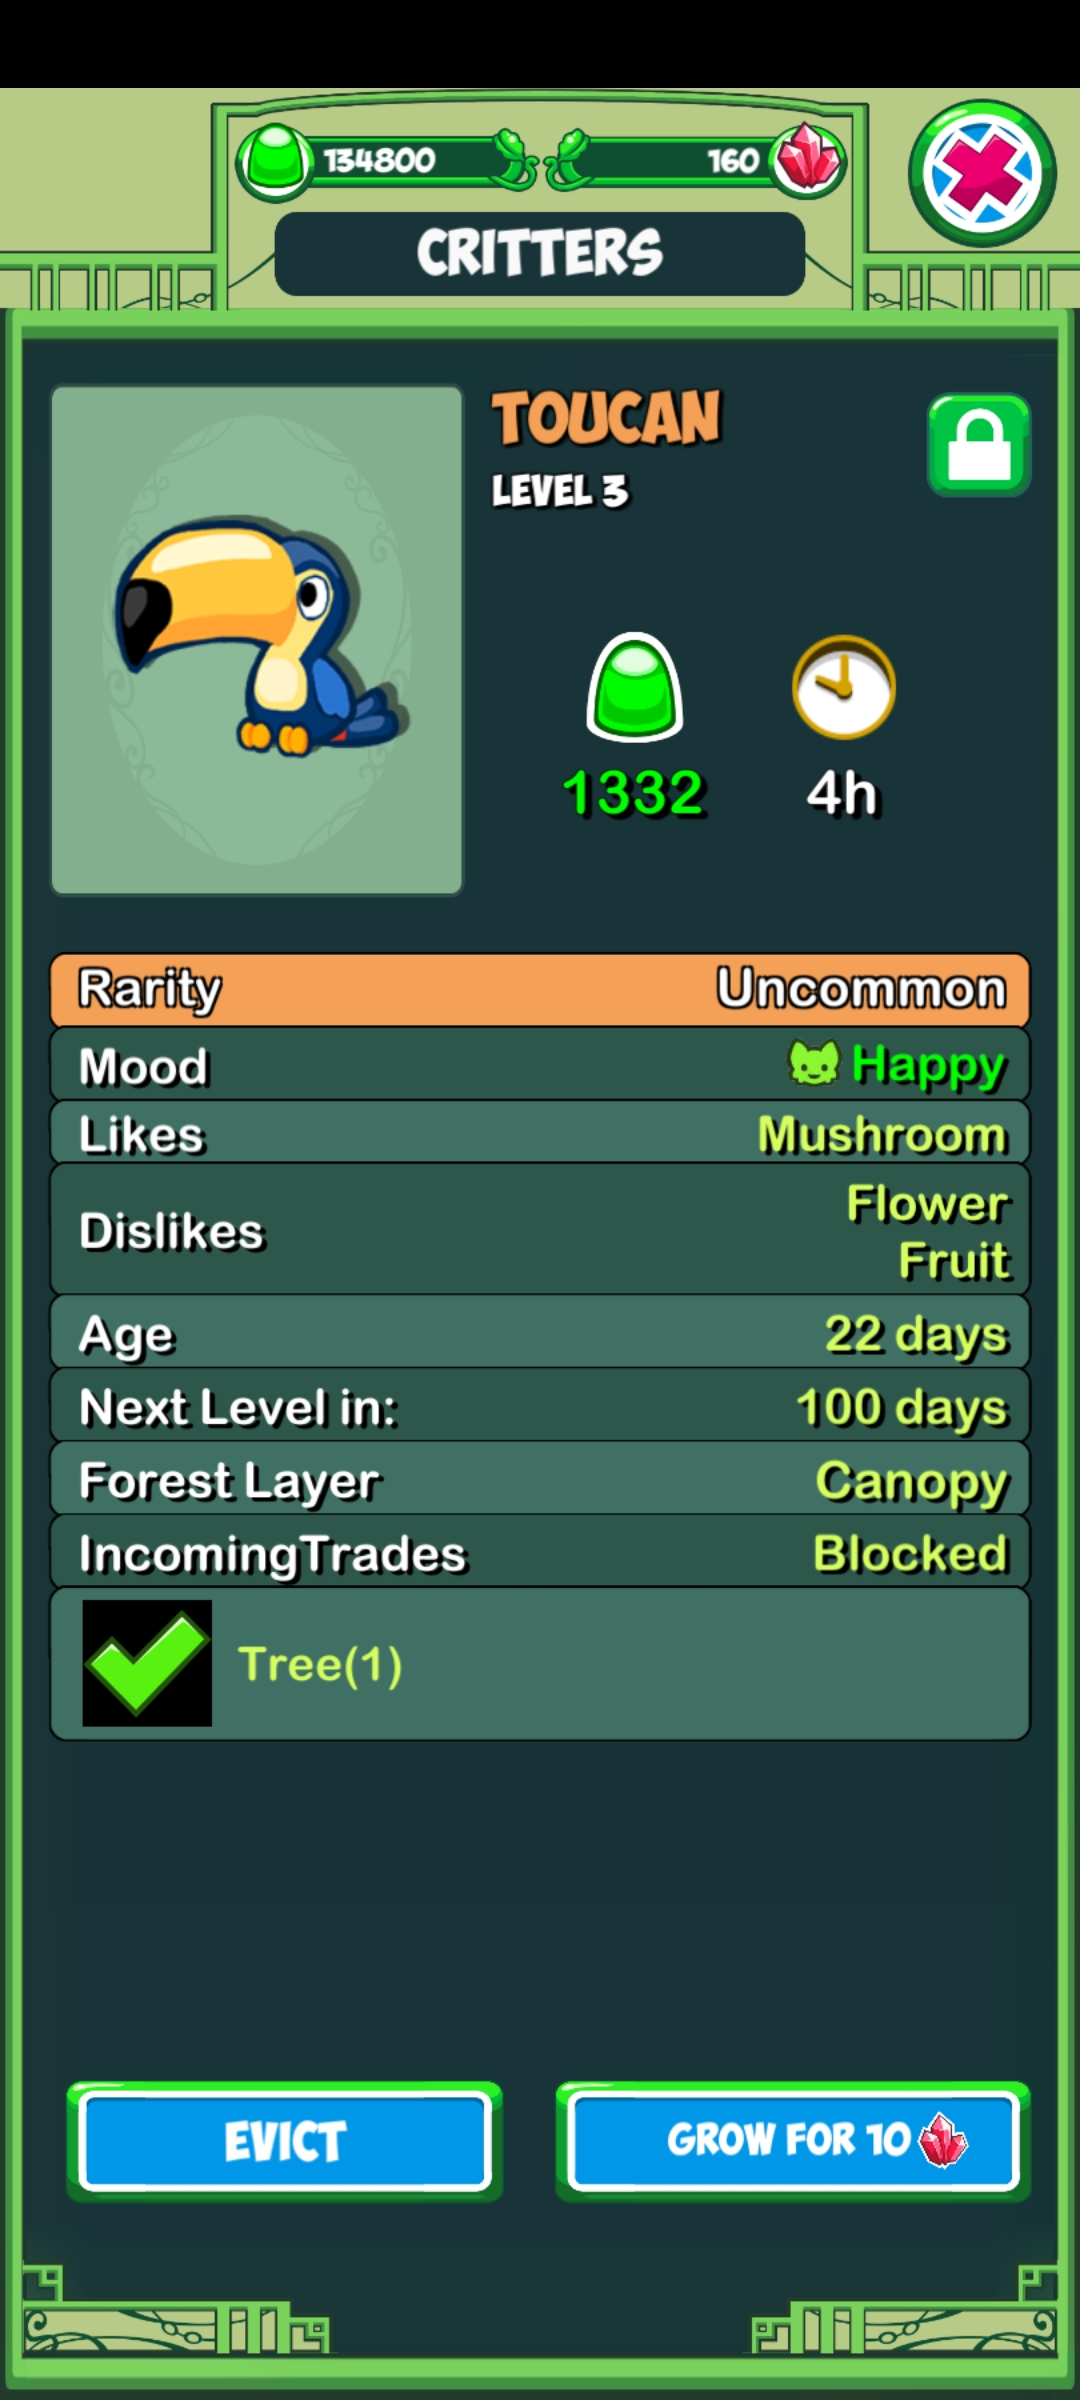 134800
160
CRITTERS
TOUCAN
LEVEL 3
1332
4h
Rarity Uncommon
Mood Happy
Likes Mushroom
Dislikes Flower
Fruit
Age 22 days
Next Level in: 100 days
Forest Layer Canopy
IncomingTrades Blocked
Tree(1)
EVICT
GROW FOR 10